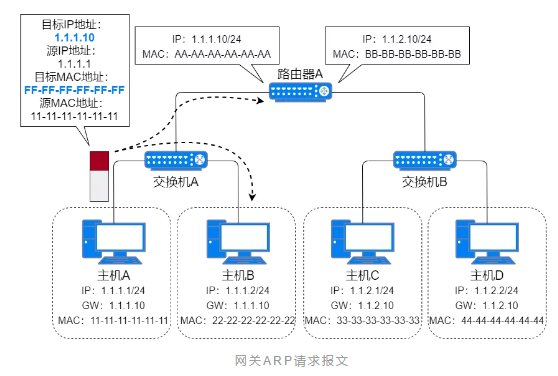 目标IP地址:
1.1.1.10
源IP地址:
1.1.1.1
目标MAC地址:
FF-FF-FF-FF-FF-FF
源MAC地址:
11-11-11-11-11-11
IP：1.1.1.10/24
MAC：AA-AA-AA-AA-AA-AA
IP：1.1.2.10/24
MAC：BB-BB-BB-BB-BB-BB
路由器A
交换机A
交换机B
主机A
IP：1.1.1.1/24
GW：1.1.1.10
MAC：11-11-11-11-11-11
主机B
IP：1.1.1.2/24
GW：1.1.1.10
MAC：22-22-22-22-22-22
主机C
IP：1.1.2.1/24
GW：1.1.2.10
MAC：33-33-33-33-33-33
主机D
IP：1.1.2.2/24
GW：1.1.2.10
MAC：44-44-44-44-44-44
网关ARP请求报文